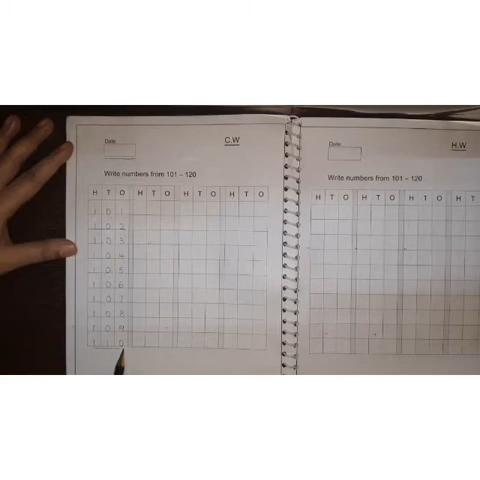 Date
C.W
Write numbers from 101 – 120
H T O H T O H T O H T O
1 0 1
1 0 2
1 0 3
1 0 4
1 0 5
1 0 6
1 0 7
1 0 8
1 0 9
1 1 0
Date
H.W
Write numbers from 101 – 120
H T O H T O H T O H T